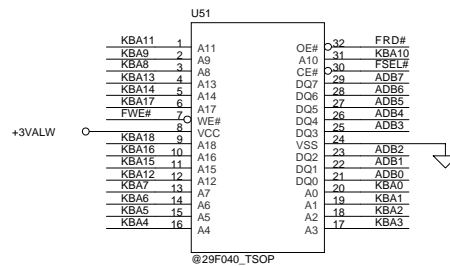 U51
KBA11 1 A11 OE# 32 FRD#
KBA9 2 A9 A10 31 KBA10
KBA8 3 A8 CE# 30 FSEL#
KBA13 4 A13 DQ7 29 ADB7
KBA14 5 A14 DQ6 28 ADB6
KBA17 6 A17 DQ5 27 ADB5
FWE# 7 WE# DQ4 26 ADB4
+3VALW 8 VCC DQ3 25 ADB3
KBA18 9 A18 VSS 24
KBA16 10 A16 DQ2 23 ADB2
KBA15 11 A15 DQ1 22 ADB1
KBA12 12 A12 DQ0 21 ADB0
KBA7 13 A7 A0 20 KBA0
KBA6 14 A6 A1 19 KBA1
KBA5 15 A5 A2 18 KBA2
KBA4 16 A4 A3 17 KBA3
@29F040_TSOP